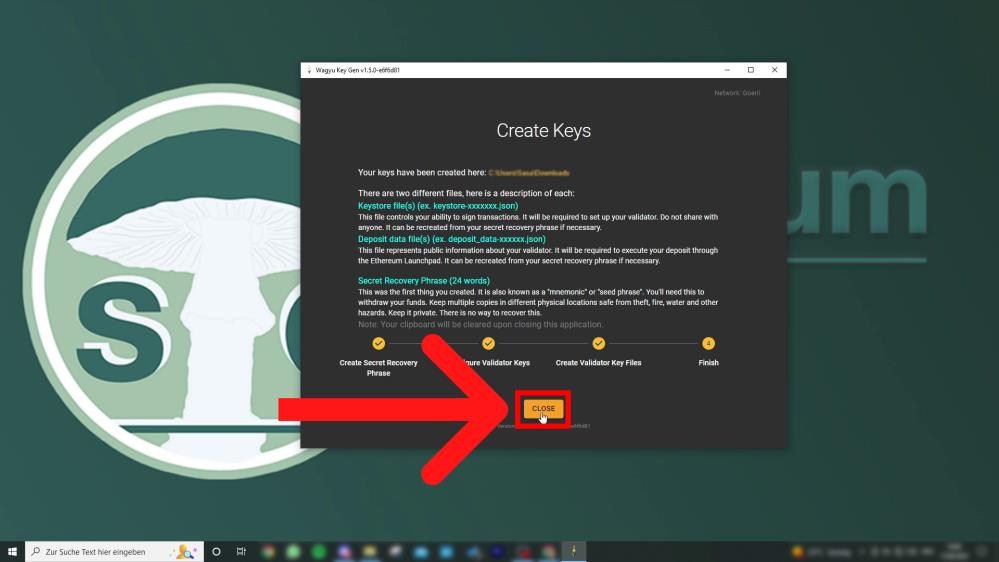 Wagyu Key Gen v1.5.0-e6f6d81
Network: Goerli
Create Keys
Your keys have been created here: C:\Users\Sasa\Downloads
There are two different files, here is a description of each:
Keystore file(s) (ex. keystore-xxxxxxx.json)
This file controls your ability to sign transactions. It will be required to set up your validator. Do not share with
anyone. It can be recreated from your secret recovery phrase if necessary.
Deposit data file(s) (ex. deposit_data-xxxxxx.json)
This file represents public information about your validator. It will be required to execute your deposit through
the Ethereum Launchpad. It can be recreated from your secret recovery phrase if necessary.
Secret Recovery Phrase (24 words)
This was the first thing you created. It is also known as a "mnemonic" or "seed phrase". You'll need this to
withdraw your funds. Keep multiple copies in different physical locations safe from theft, fire, water and other
hazards. Keep it private. There is no way to recover this.
Note: Your clipboard will be cleared upon closing this application.
4
Create Secret Recovery
Phrase
igure Validator Keys
Create Validator Key Files
Finish
CLOSE
Version
e6f6d81
S
um
Zur Suche Text hier eingeben